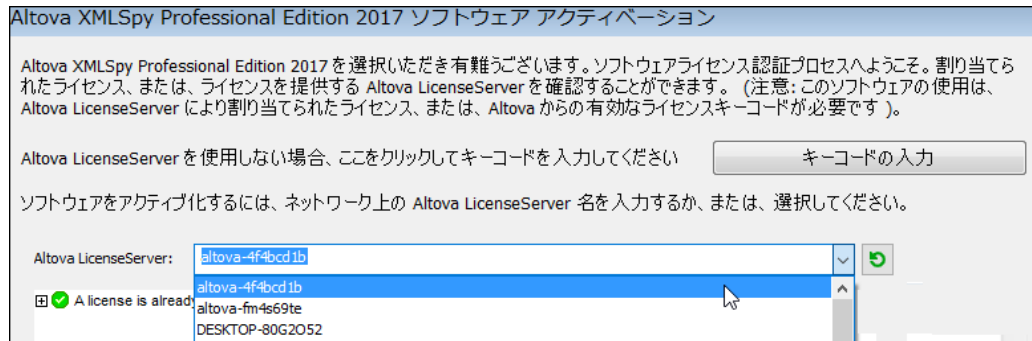 Altova XMLSpy Professional Edition 2017 ソフトウェア アクティベーション
Altova XMLSpy Professional Edition 2017 を選択いただき有難うございます。ソフトウェアライセンス認証プロセスへようこそ。割り当てら
れたライセンス、または、ライセンスを提供する Altova LicenseServer を確認することができます。 (注意: このソフトウェアの使用は、
Altova LicenseServer により割り当てられたライセンス、または、Altova からの有効なライセンスキーコードが必要です )。
Altova LicenseServer を使用しない場合、ここをクリックしてキーコードを入力してください キーコードの入力
ソフトウェアをアクティブ化するには、ネットワーク上の Altova LicenseServer 名を入力するか、または、選択してください。
Altova LicenseServer: altova-4f4bcd1b
altova-4f4bcd1b
A license is already
altova-fm4s69te
DESKTOP-80G2O52